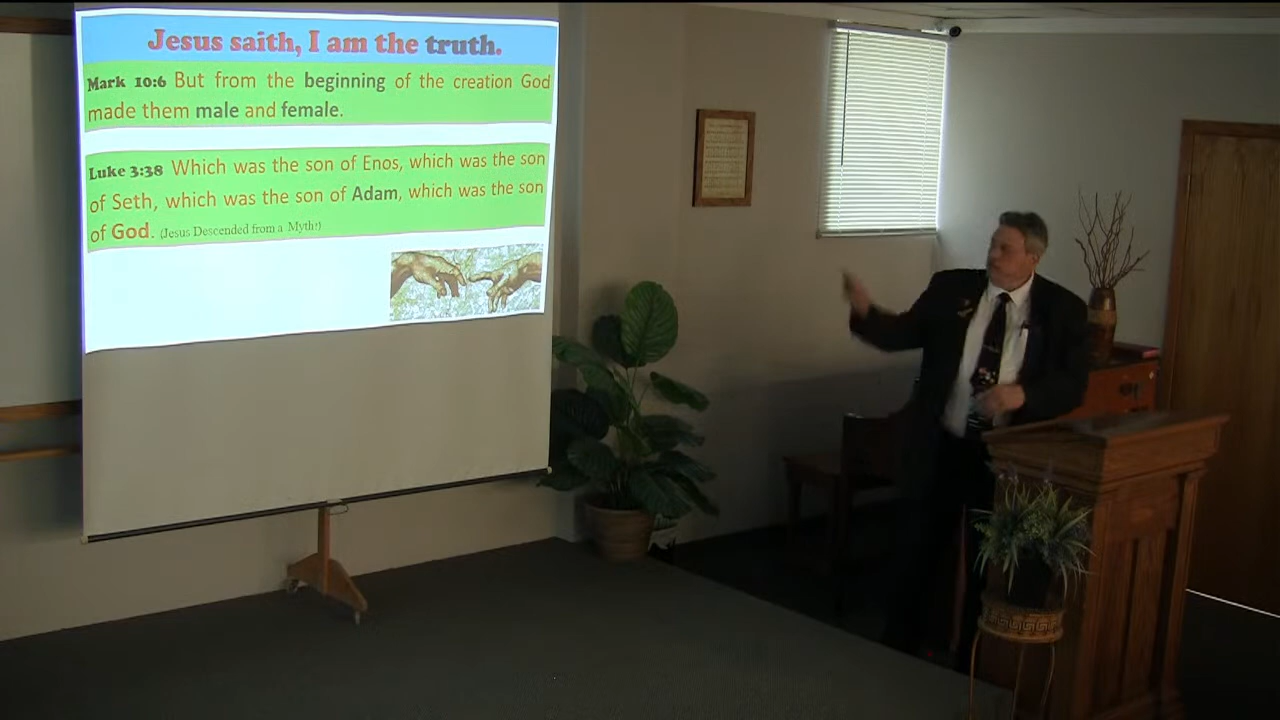 Jesus saith, I am the truth.
Mark 10:6 But from the beginning of the creation God
made them male and female.
Luke 3:38 Which was the son of Enos, which was the son
of Seth, which was the son of Adam, which was the son
of God. (Jesus Descended from a Myth?)